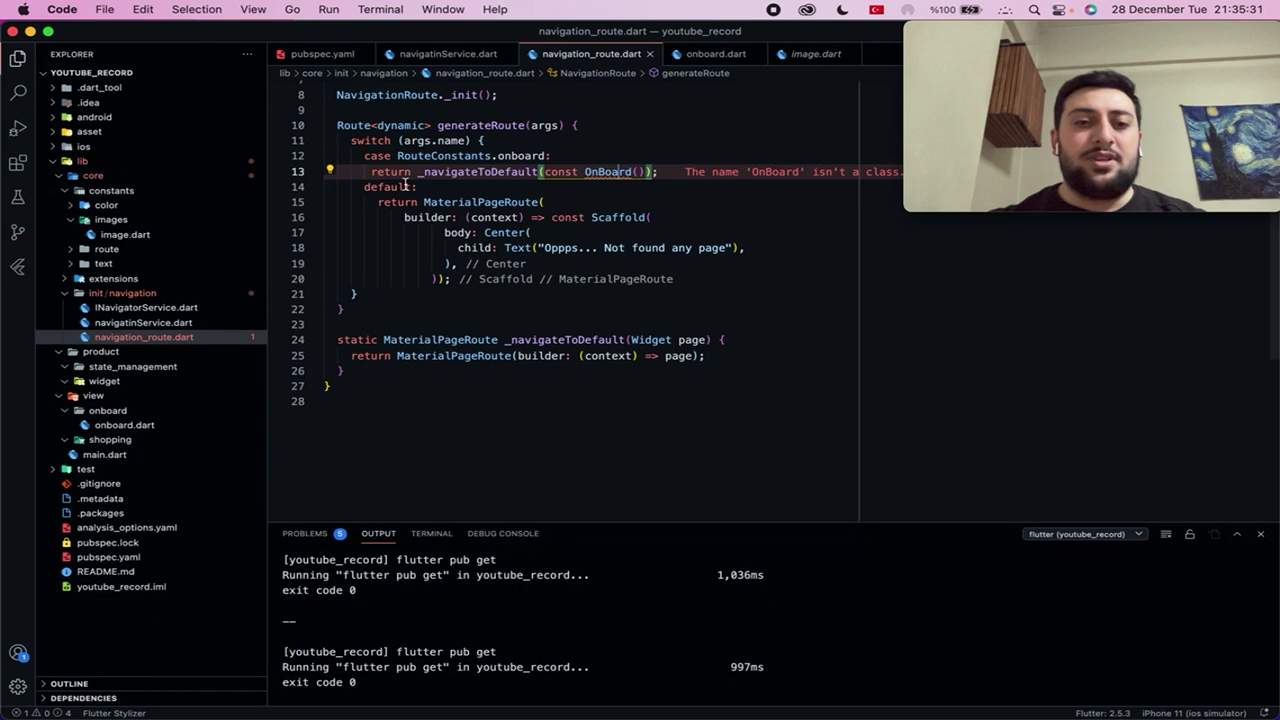 Code File Edit Selection View Go Run Terminal Window Help %100 28 December Tue 21:35:31
navigation_route.dart — youtube_record
EXPLORER
pubspec.yaml navigatinService.dart navigation_route.dart onboard.dart image.dart
lib > core > init > navigation > navigation_route.dart > NavigationRoute > generateRoute
YOUTUBE_RECORD
.dart_tool
.idea
android
asset
ios
lib
core
constants
color
images
image.dart
route
text
extensions
init / navigation
INavigatorService.dart
navigatinService.dart
navigation_route.dart 1
product
state_management
widget
view
onboard
onboard.dart
shopping
main.dart
test
.gitignore
.metadata
.packages
analysis_options.yaml
pubspec.lock
pubspec.yaml
README.md
youtube_record.iml
OUTLINE
DEPENDENCIES
8 NavigationRoute._init();
9
10 Route<dynamic> generateRoute(args) {
11 switch (args.name) {
12 case RouteConstants.onboard:
13 return _navigateToDefault(const OnBoard()); The name 'OnBoard' isn't a class.
14 default:
15 return MaterialPageRoute(
16 builder: (context) => const Scaffold(
17 body: Center(
18 child: Text("Oppps... Not found any page"),
19 ), // Center
20 )); // Scaffold // MaterialPageRoute
21 }
22 }
23
24 static MaterialPageRoute _navigateToDefault(Widget page) {
25 return MaterialPageRoute(builder: (context) => page);
26 }
27 }
28
PROBLEMS 5 OUTPUT TERMINAL DEBUG CONSOLE flutter (youtube_record)
[youtube_record] flutter pub get
Running "flutter pub get" in youtube_record... 1,036ms
exit code 0
——
[youtube_record] flutter pub get
Running "flutter pub get" in youtube_record... 997ms
exit code 0
1 0 4 Flutter Stylizer Flutter: 2.5.3 iPhone 11 (ios simulator)